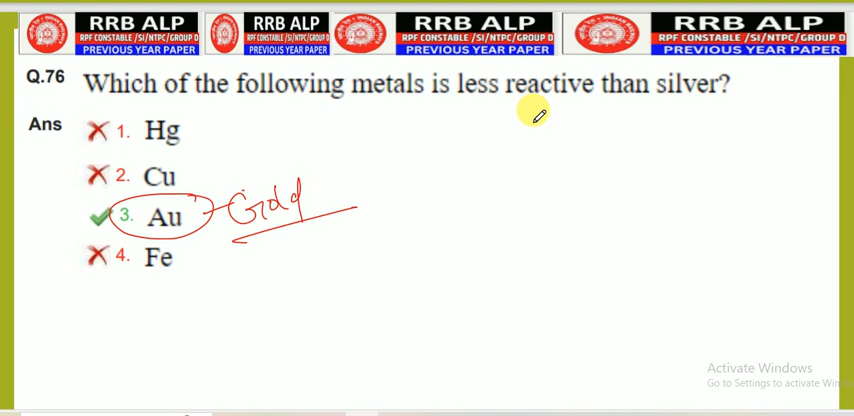 RRB ALP RRB ALP RRB ALP RRB ALP
RPF CONSTABLE /SI/NTPC/GROUP D RPF CONSTABLE /SI/NTPC/GROUP D RPF CONSTABLE /SI/NTPC/GROUP D RPF CONSTABLE /SI/NTPC/GROUP D
PREVIOUS YEAR PAPER PREVIOUS YEAR PAPER PREVIOUS YEAR PAPER PREVIOUS YEAR PAPER
Q.76 Which of the following metals is less reactive than silver?
Ans 1. Hg
2. Cu
3. Au Gold
4. Fe
Activate Windows
Go to Settings to activate Win